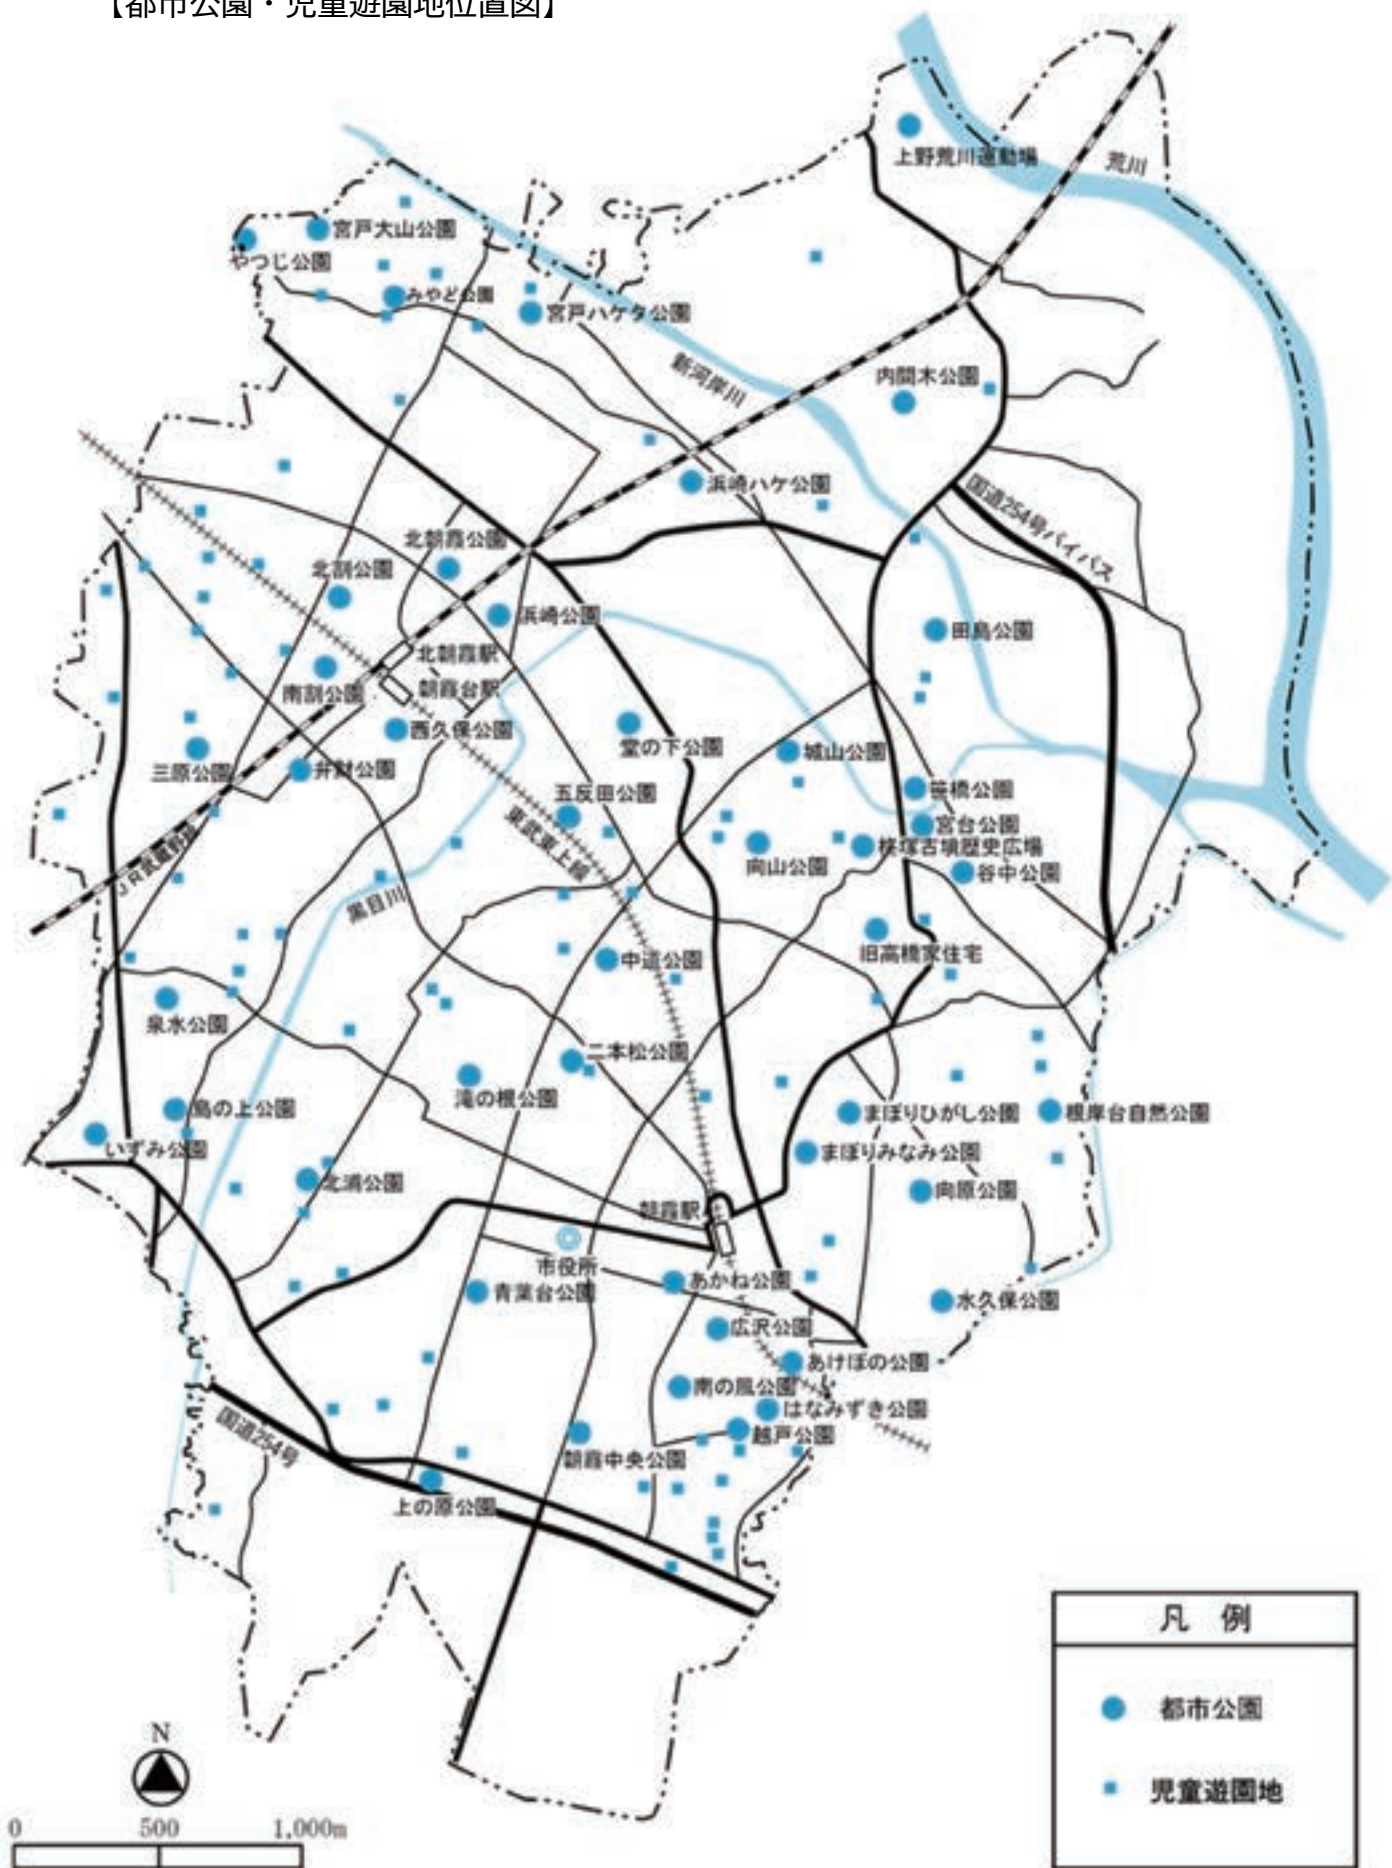 【都市公園・児童遊園地位置図】
上野荒川運動場
荒川
宮戸大山公園
やつじ公園
みやど公園
宮戸ハケタ公園
新河岸川
内間木公園
浜崎ハケ公園
国道254号バイパス
北朝霞公園
北割公園
浜崎公園
田島公園
北朝霞駅
南割公園
朝霞台駅
西久保公園
堂の下公園
城山公園
三原公園
弁財公園
五反田公園
笹橋公園
東武東上線
宮台公園
柊塚古墳歴史広場
向山公園
谷中公園
JR武蔵野線
黒目川
旧高橋家住宅
中道公園
泉水公園
二本松公園
滝の根公園
島の上公園
まぼりひがし公園
根岸台自然公園
いずみ公園
まぼりみなみ公園
北浦公園
向原公園
朝霞駅
市役所
あかね公園
青葉台公園
水久保公園
広沢公園
あけぼの公園
南の風公園
はなみずき公園
国道254号
越戸公園
朝霞中央公園
上の原公園
凡 例
都市公園
児童遊園地
N
0 500 1,000m